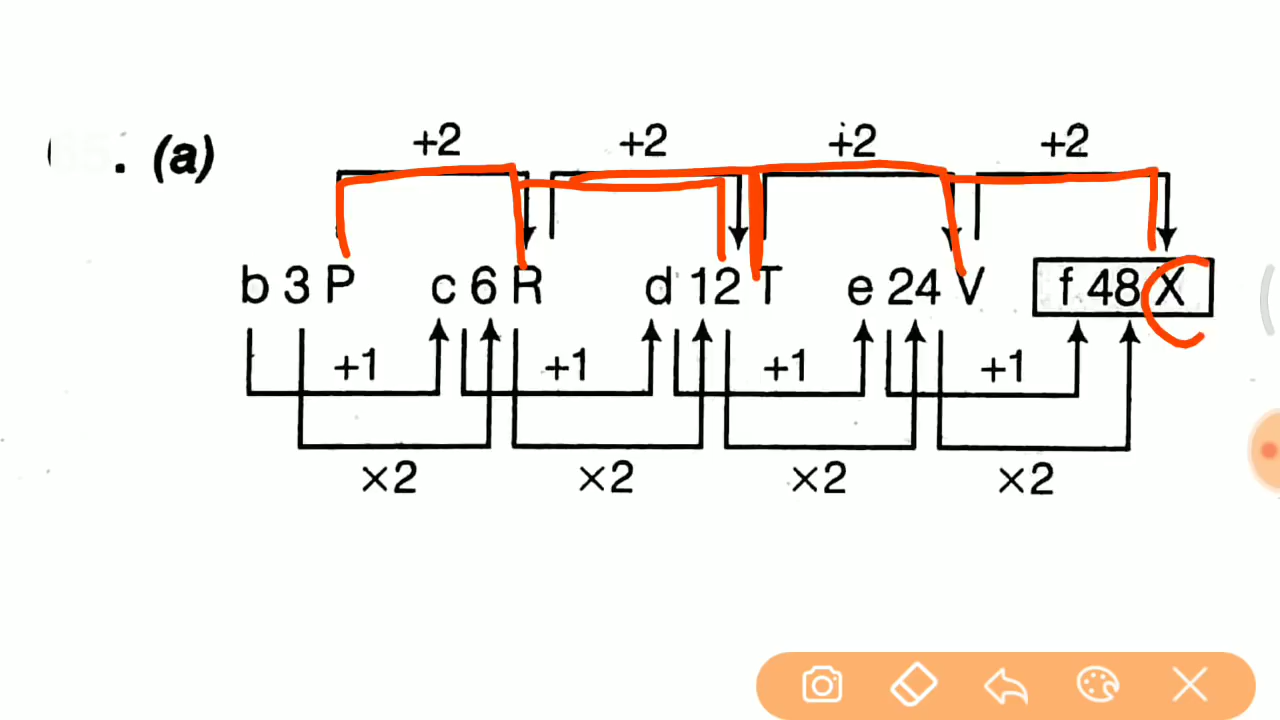 . (a)
+2 +2 +2 +2
b 3 P c 6 R d 12 T e 24 V f 48 X
+1 +1 +1 +1
×2 ×2 ×2 ×2